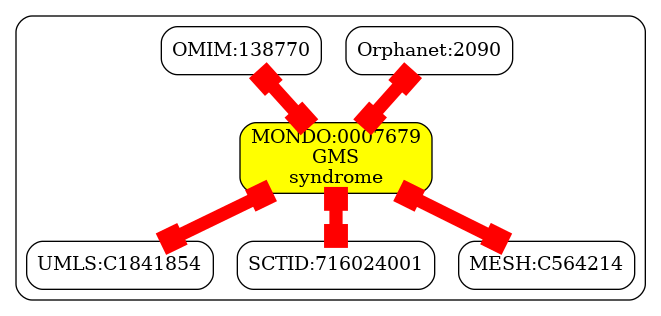 OMIM:138770
Orphanet:2090
MONDO:0007679
GMS
syndrome
UMLS:C1841854
SCTID:716024001
MESH:C564214